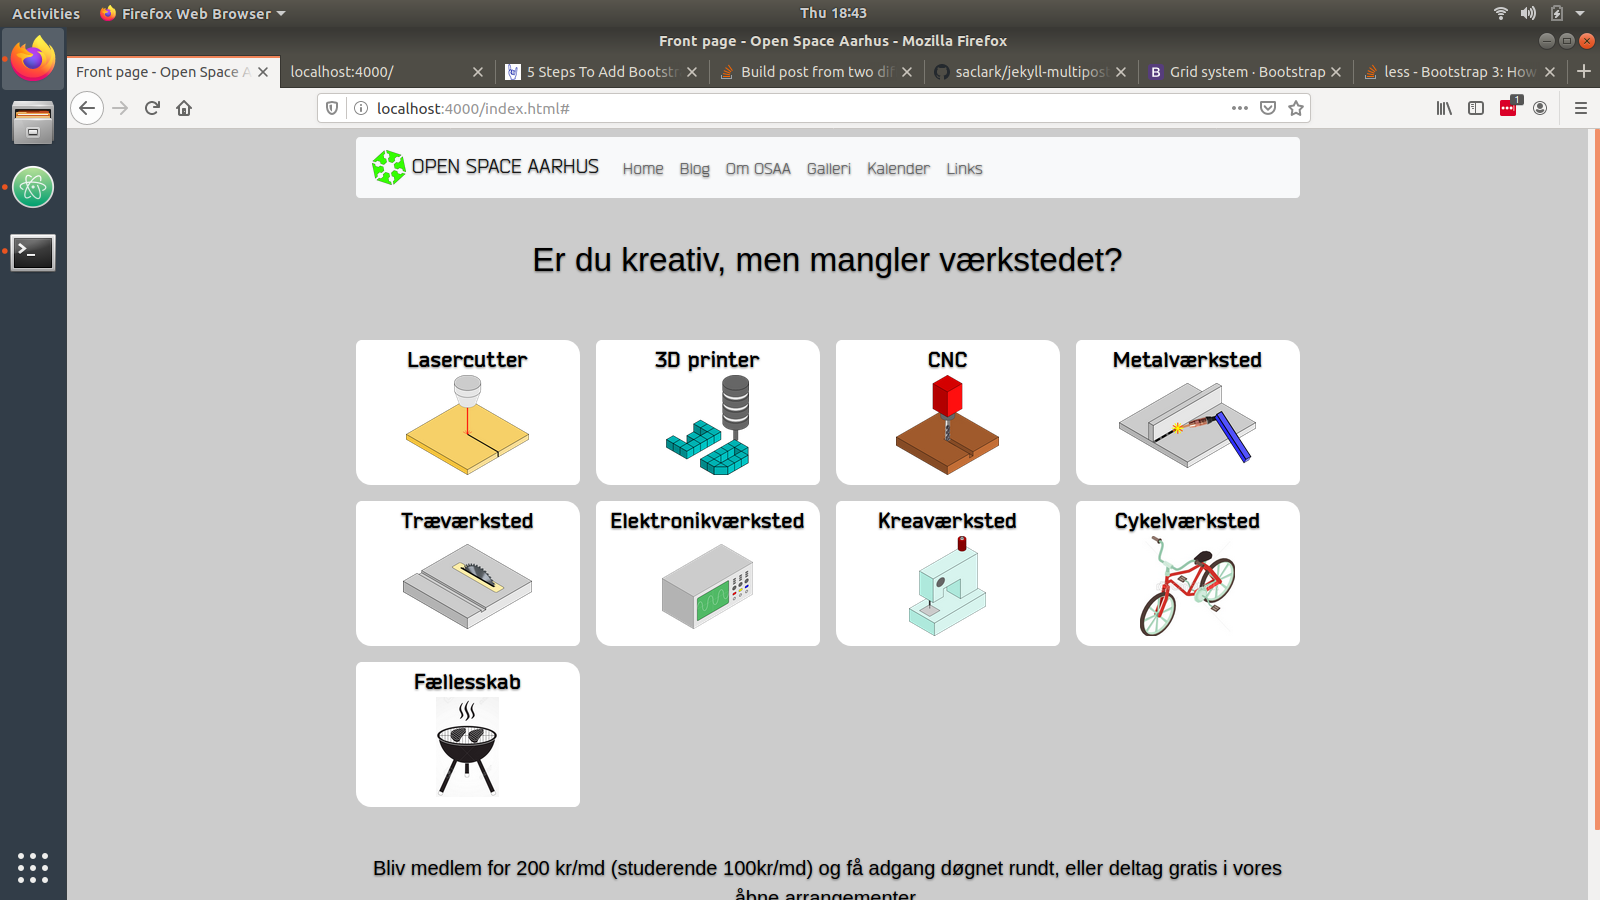 Activities Firefox Web Browser Thu 18:43
Front page - Open Space Aarhus - Mozilla Firefox
Front page - Open Space A localhost:4000/ 5 Steps To Add Bootstr Build post from two dif saclark/jekyll-multipost Grid system · Bootstrap less - Bootstrap 3: How
localhost:4000/index.html# 1
OPEN SPACE AARHUS Home Blog Om OSAA Galleri Kalender Links
Er du kreativ, men mangler værkstedet?
Lasercutter 3D printer CNC Metalværksted
Træværksted Elektronikværksted Kreaværksted Cykelværksted
Fællesskab
Bliv medlem for 200 kr/md (studerende 100kr/md) og få adgang døgnet rundt, eller deltag gratis i vores
åbne arrangementer